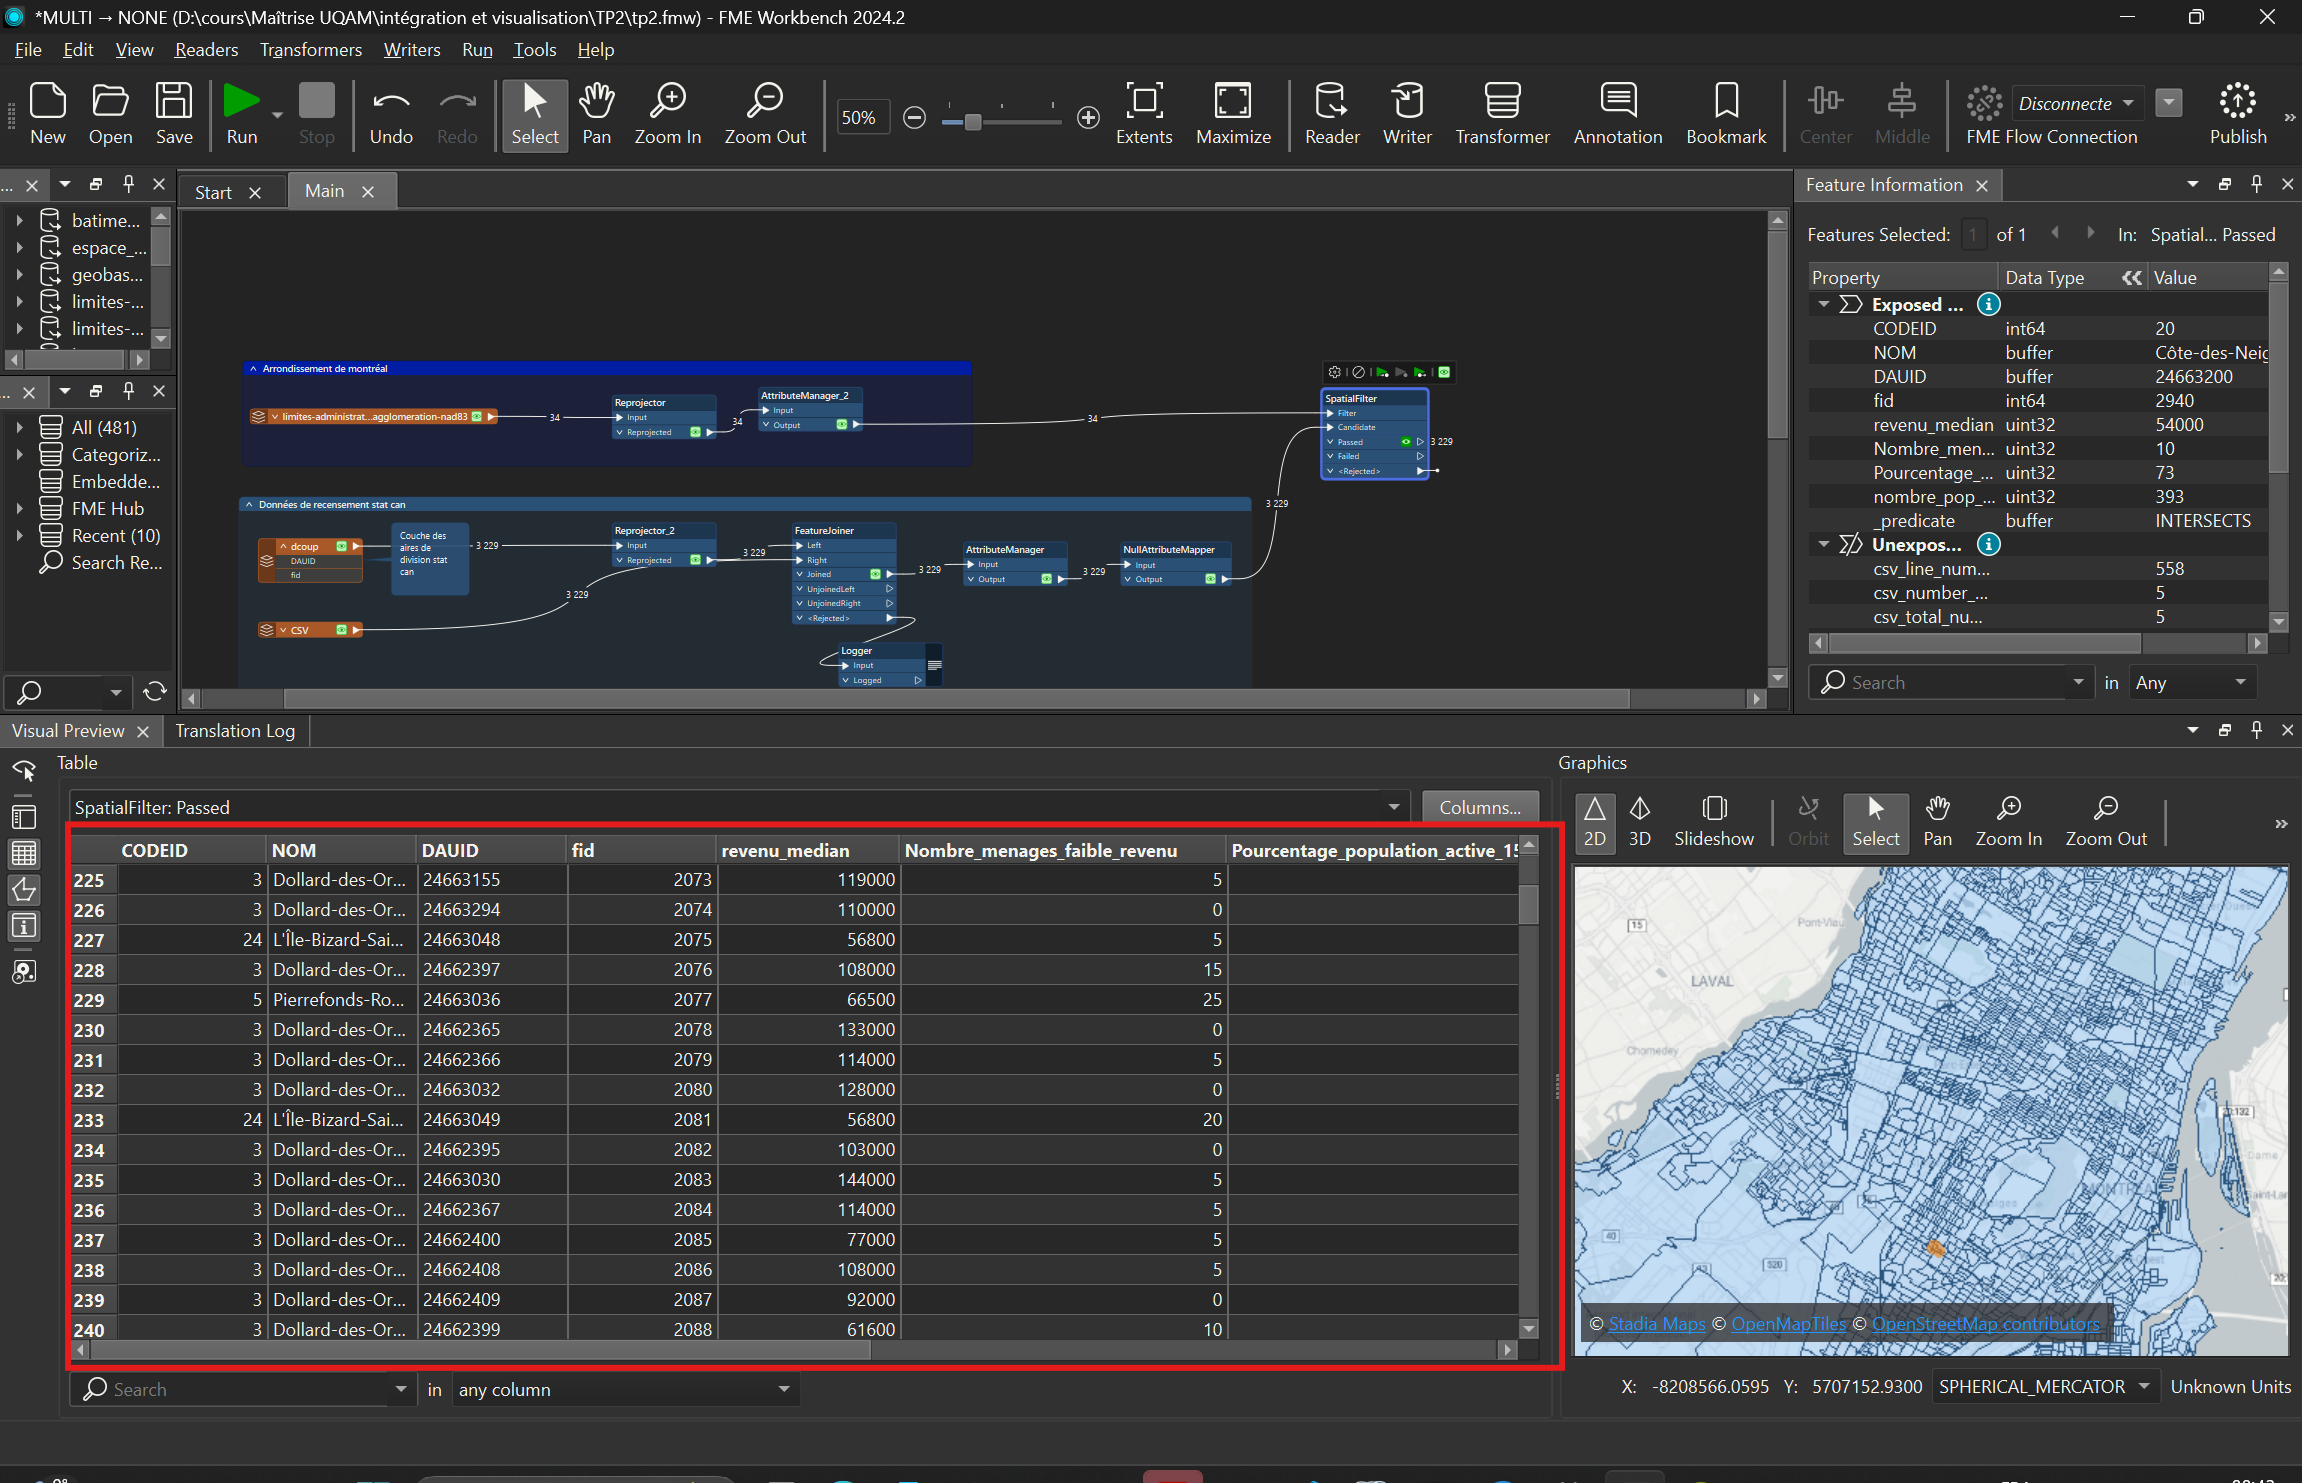 *MULTI → NONE (D:\cours\Maîtrise UQAM\intégration et visualisation\TP2\tp2.fmw) - FME Workbench 2024.2
File Edit View Readers Transformers Writers Run Tools Help
New Open Save Run Stop Undo Redo Select Pan Zoom In Zoom Out 50% Extents Maximize Reader Writer Transformer Annotation Bookmark Center Middle Disconnecte FME Flow Connection Publish »
...
batime...
espace_...
geobas...
limites-...
limites-...
...
All (481)
Categoriz...
Embedde...
FME Hub
Recent (10)
Search Re...
Start Main
Arrondissement de montréal
limites-administrat...agglomeration-nad83
34
Reprojector
Input
Reprojected
34
AttributeManager_2
Input
Output
34
SpatialFilter
Filter
Candidate
Passed
3 229
Failed
<Rejected>
3 229
Données de recensement stat can
dcoup
DAUID
fid
Couche des
aires de
division stat
can
3 229
CSV
3 229
Reprojector_2
Input
Reprojected
3 229
FeatureJoiner
Left
Right
Joined
UnjoinedLeft
UnjoinedRight
<Rejected>
3 229
Logger
Input
Logged
AttributeManager
Input
Output
3 229
NullAttributeMapper
Input
Output
Feature Information
Features Selected: 1 of 1 In: Spatial... Passed
Property Data Type Value
Exposed ...
CODEID int64 20
NOM buffer Côte-des-Neig
DAUID buffer 24663200
fid int64 2940
revenu_median uint32 54000
Nombre_men... uint32 10
Pourcentage_... uint32 73
nombre_pop_... uint32 393
_predicate buffer INTERSECTS
Unexpos...
csv_line_num... 558
csv_number_... 5
csv_total_nu... 5
Search in Any
Visual Preview Translation Log
Table
SpatialFilter: Passed Columns...
CODEID NOM DAUID fid revenu_median Nombre_menages_faible_revenu Pourcentage_population_active_15
225 3 Dollard-des-Or... 24663155 2073 119000 5
226 3 Dollard-des-Or... 24663294 2074 110000 0
227 24 L'Île-Bizard-Sai... 24663048 2075 56800 5
228 3 Dollard-des-Or... 24662397 2076 108000 15
229 5 Pierrefonds-Ro... 24663036 2077 66500 25
230 3 Dollard-des-Or... 24662365 2078 133000 0
231 3 Dollard-des-Or... 24662366 2079 114000 5
232 3 Dollard-des-Or... 24663032 2080 128000 0
233 24 L'Île-Bizard-Sai... 24663049 2081 56800 20
234 3 Dollard-des-Or... 24662395 2082 103000 0
235 3 Dollard-des-Or... 24663030 2083 144000 5
236 3 Dollard-des-Or... 24662367 2084 114000 5
237 3 Dollard-des-Or... 24662400 2085 77000 5
238 3 Dollard-des-Or... 24662408 2086 108000 5
239 3 Dollard-des-Or... 24662409 2087 92000 0
240 3 Dollard-des-Or... 24662399 2088 61600 10
Search in any column
Graphics
2D 3D Slideshow Orbit Select Pan Zoom In Zoom Out »
Pont-Viau
15
LAVAL
Chomedey
MONTRÉAL
40
520
© Stadia Maps © OpenMapTiles © OpenStreetMap contributors
X: -8208566.0595 Y: 5707152.9300 SPHERICAL_MERCATOR Unknown Units